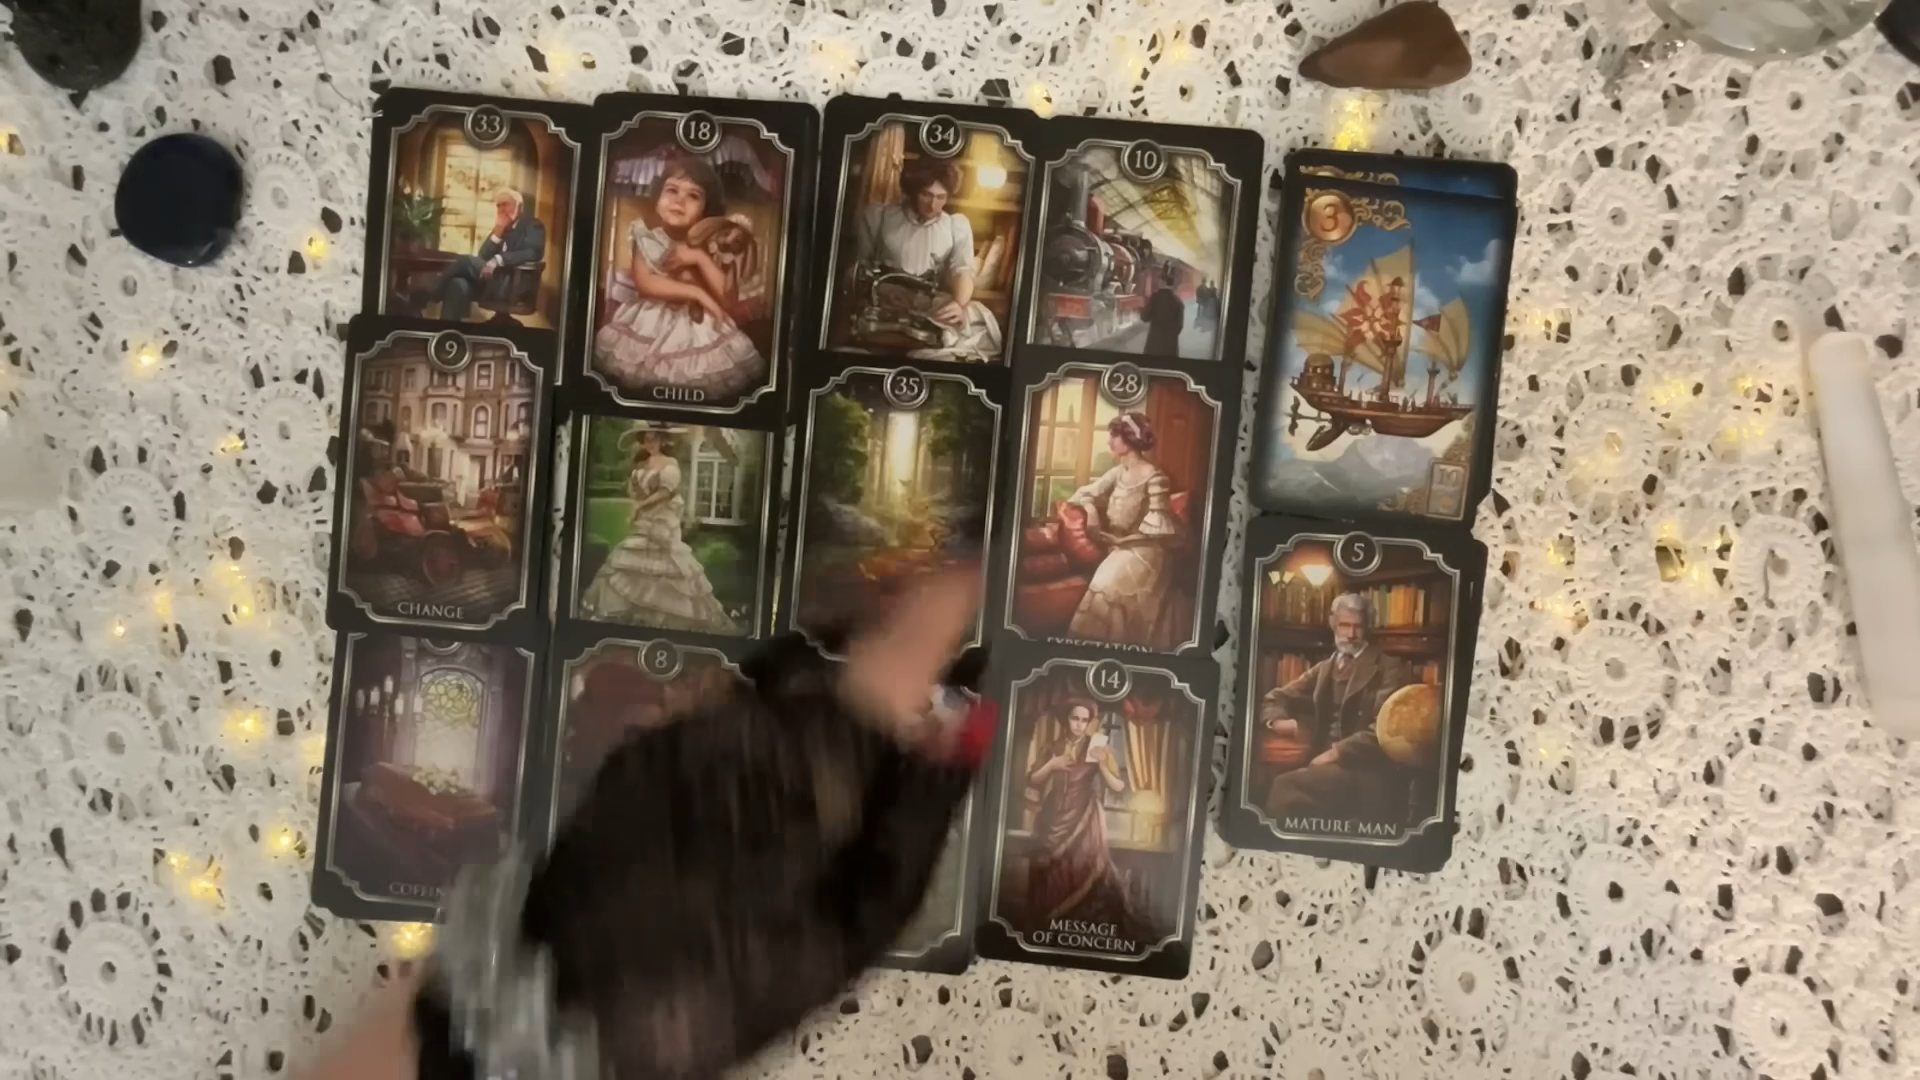 33
18
34
10
3
CHILD
9
35
28
10
CHANGE
5
EXPECTATION
8
14
MATURE MAN
MESSAGE
OF CONCERN